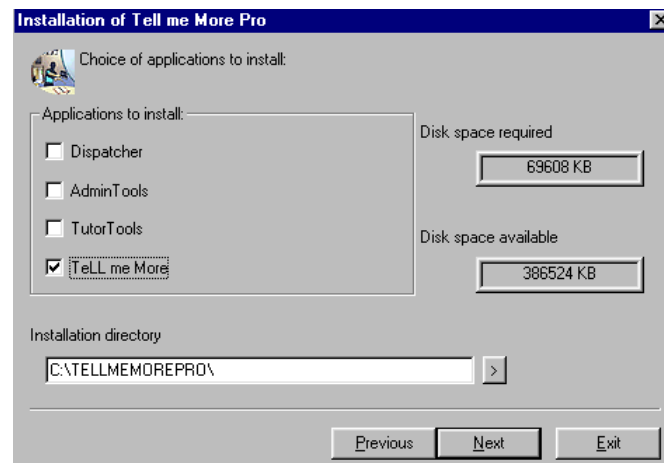 Installation of Tell me More Pro
Choice of applications to install:
Applications to install:
Dispatcher
AdminTools
TutorTools
TeLL me More
Disk space required
69608 KB
Disk space available
386524 KB
Installation directory
C:\TELLMEMOREPRO\
>
Previous Next Exit